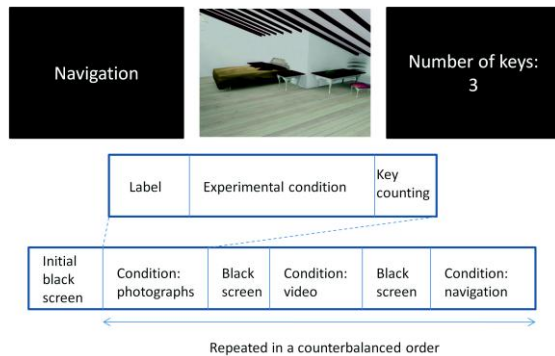 Navigation
Number of keys:
3
Label
Experimental condition
Key
counting
Initial
black
screen
Condition:
photographs
Black
screen
Condition:
video
Black
screen
Condition:
navigation
Repeated in a counterbalanced order